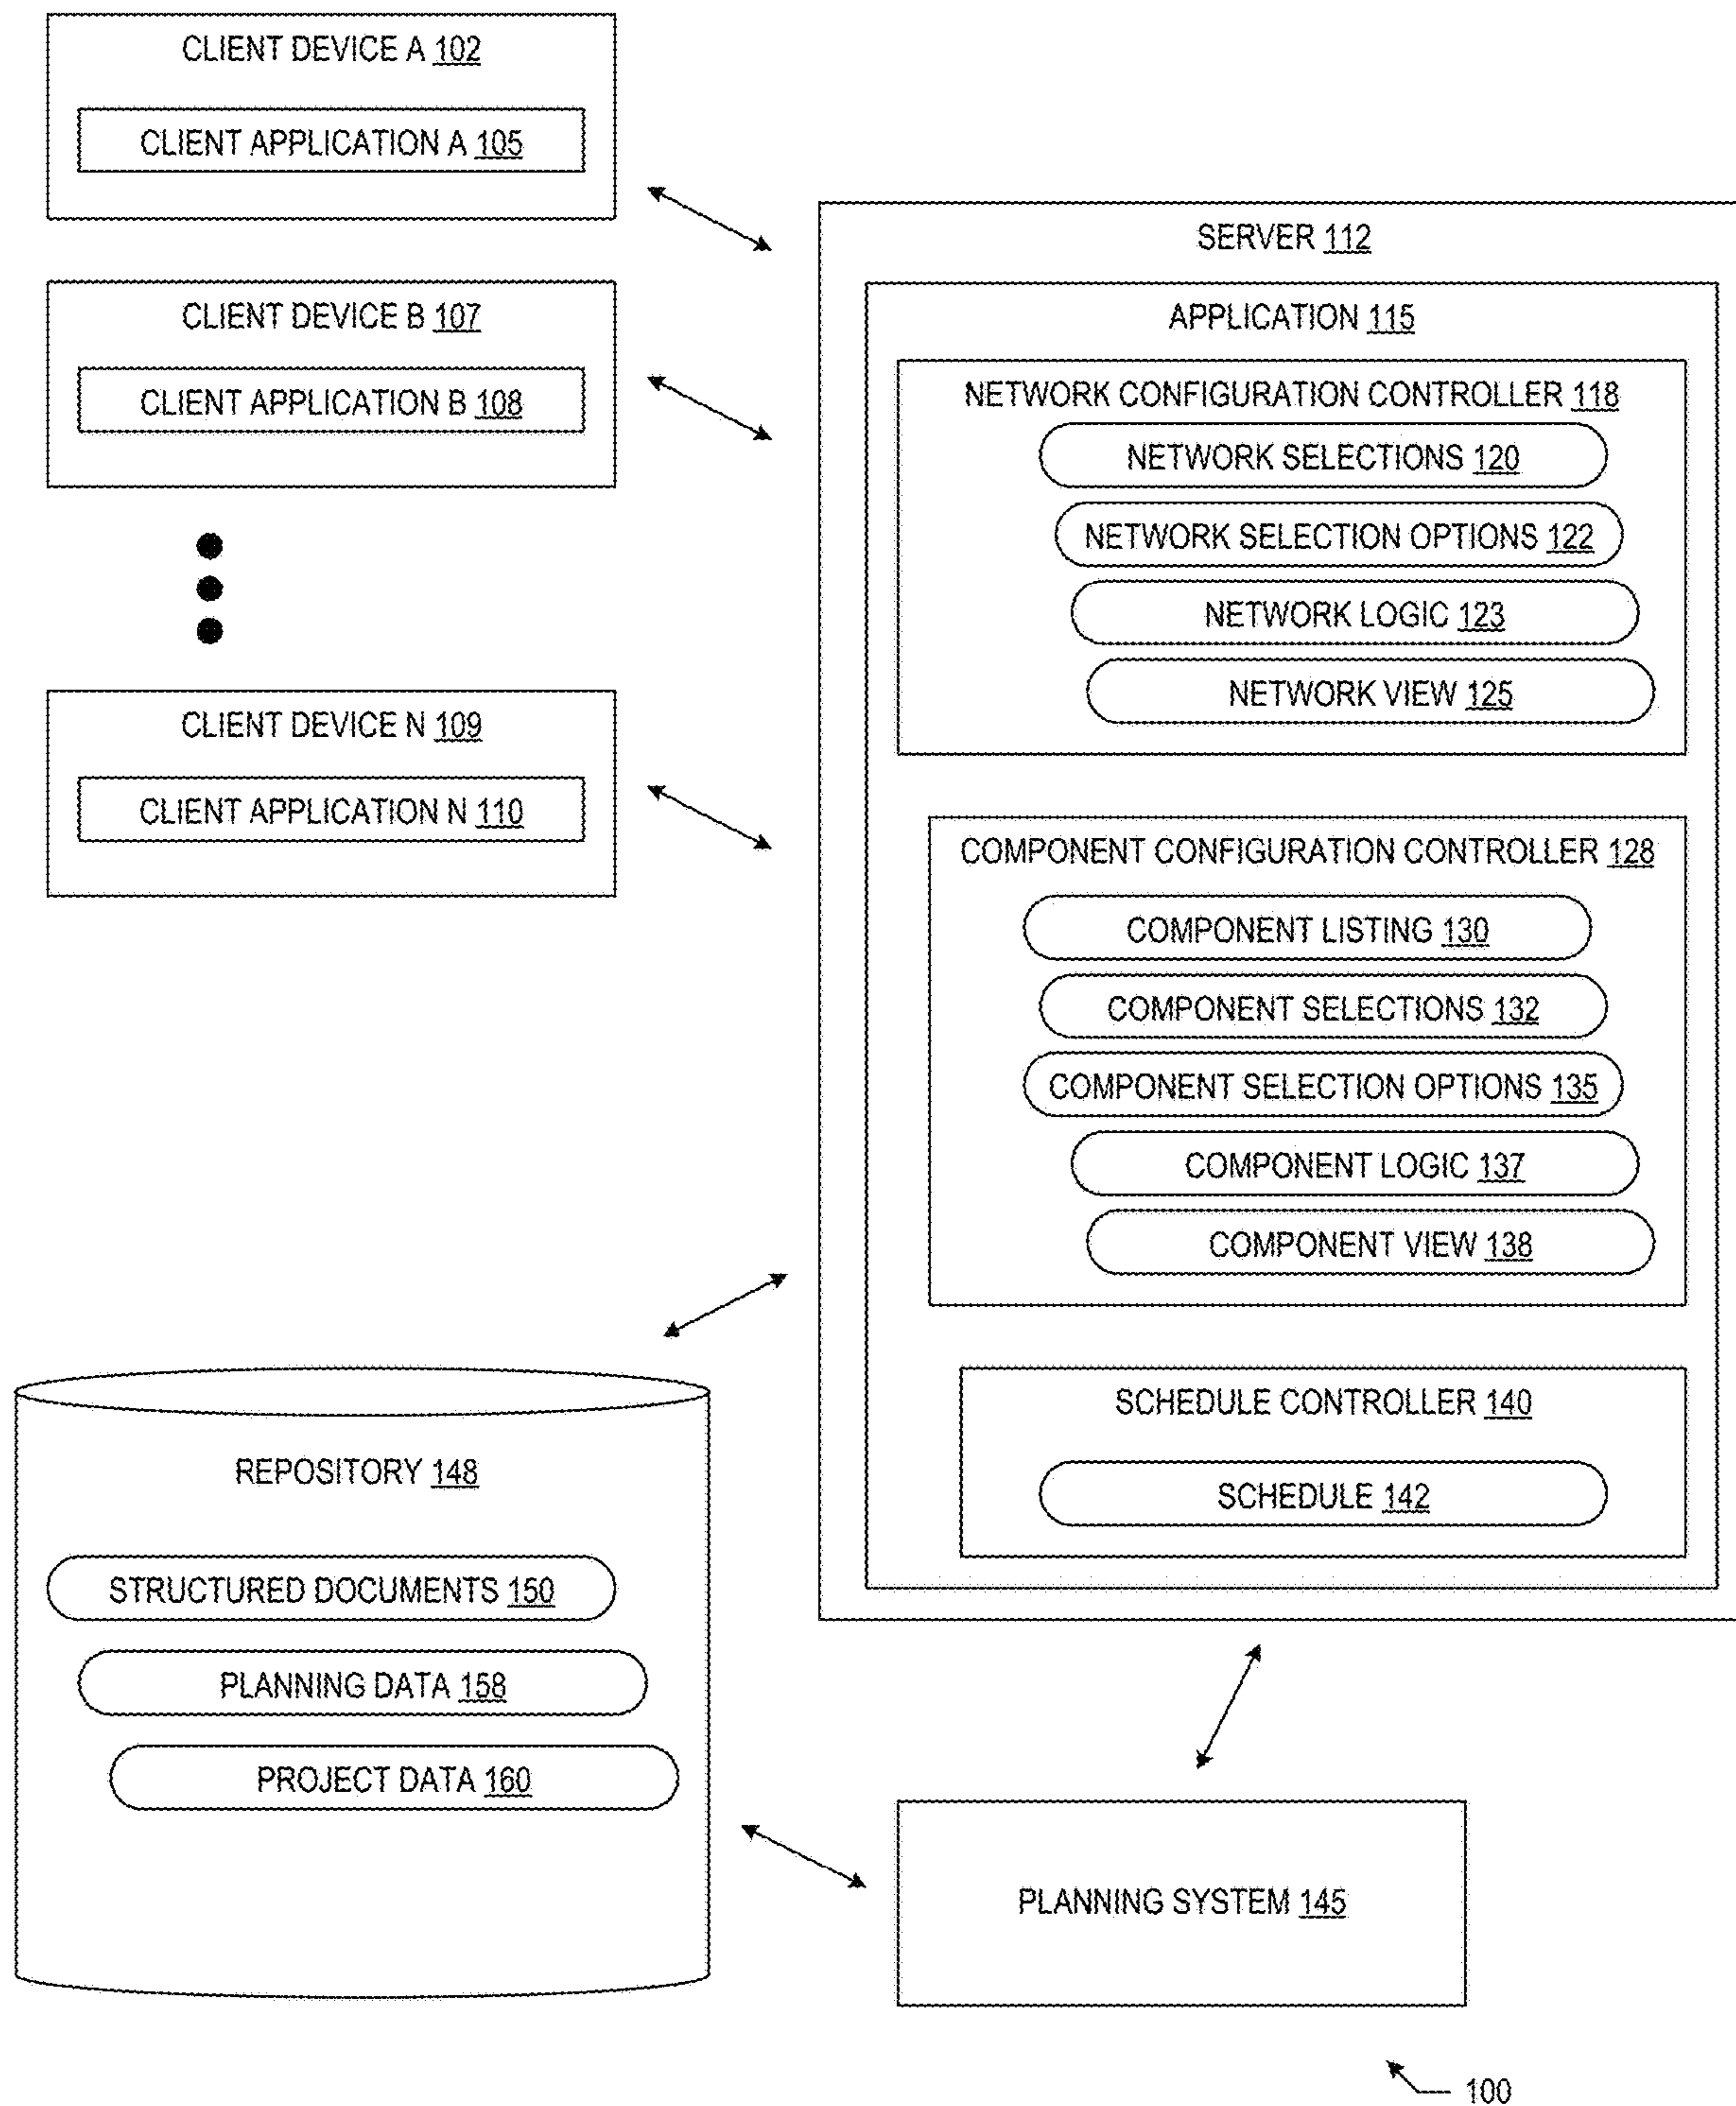 CLIENT DEVICE A 102
CLIENT APPLICATION A 105
CLIENT DEVICE B 107
CLIENT APPLICATION B 108
CLIENT DEVICE N 109
CLIENT APPLICATION N 110
SERVER 112
APPLICATION 115
NETWORK CONFIGURATION CONTROLLER 118
NETWORK SELECTIONS 120
NETWORK SELECTION OPTIONS 122
NETWORK LOGIC 123
NETWORK VIEW 125
COMPONENT CONFIGURATION CONTROLLER 128
COMPONENT LISTING 130
COMPONENT SELECTIONS 132
COMPONENT SELECTION OPTIONS 135
COMPONENT LOGIC 137
COMPONENT VIEW 138
SCHEDULE CONTROLLER 140
SCHEDULE 142
REPOSITORY 148
STRUCTURED DOCUMENTS 150
PLANNING DATA 158
PROJECT DATA 160
PLANNING SYSTEM 145
100